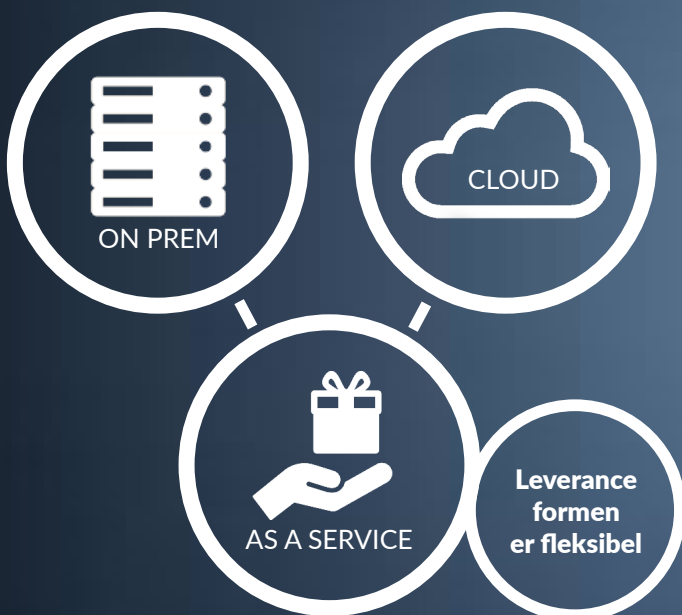 ON PREM
CLOUD
AS A SERVICE
Leverance
formen
er fleksibel